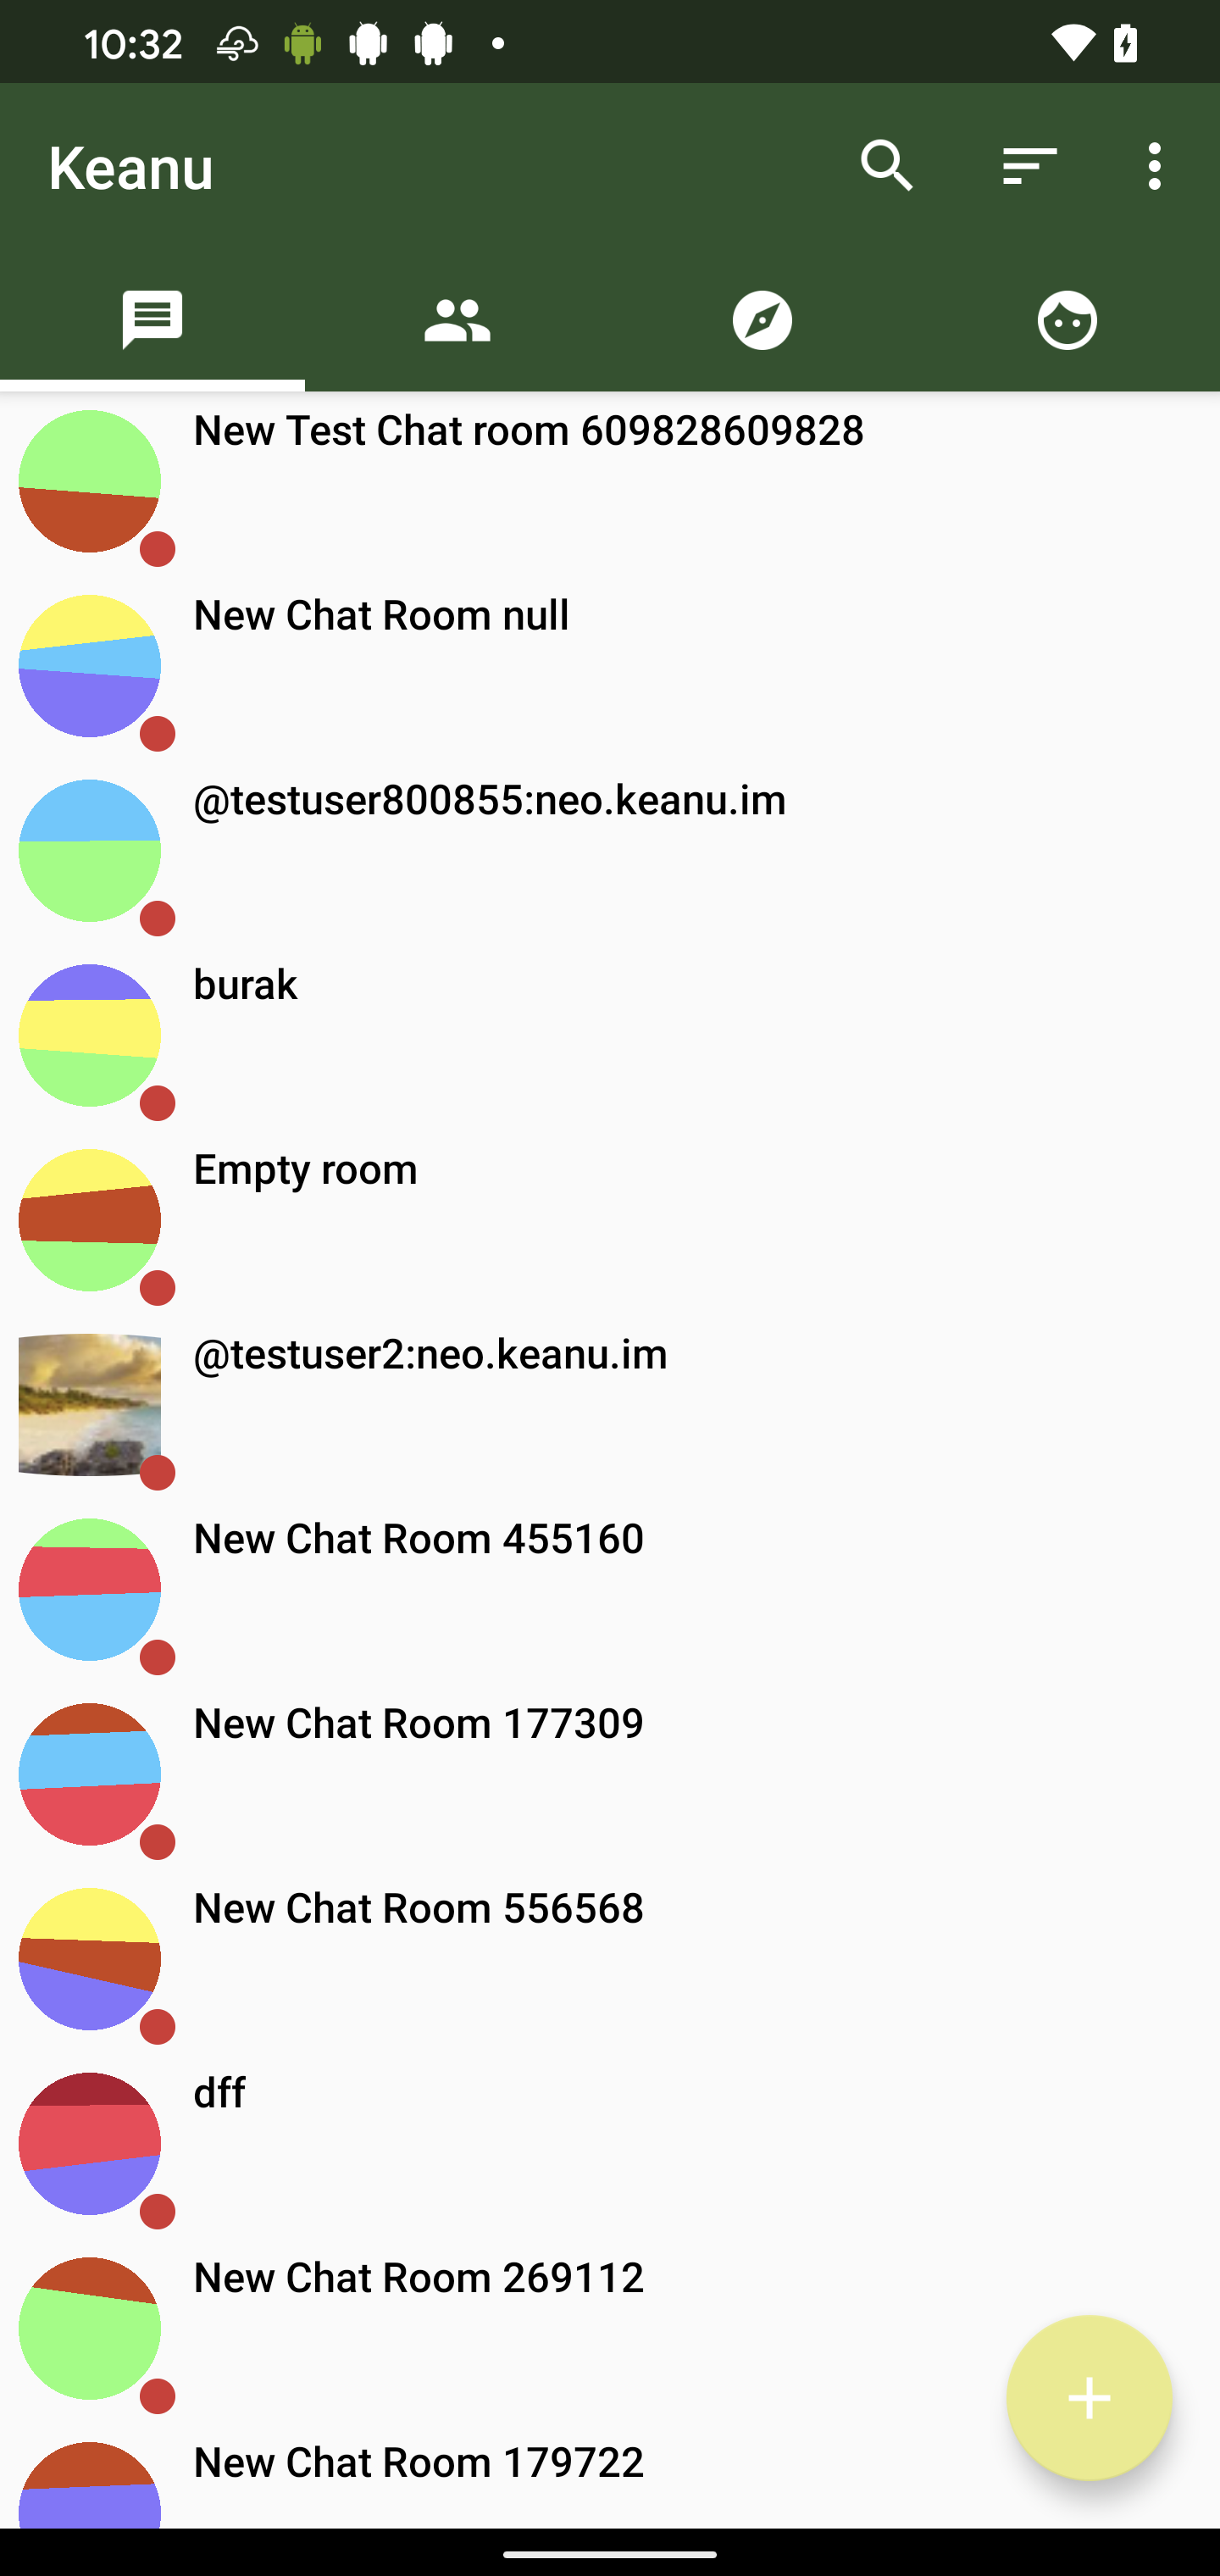 10:32
Keanu
New Test Chat room 609828609828
New Chat Room null
@testuser800855:neo.keanu.im
burak
Empty room
@testuser2:neo.keanu.im
New Chat Room 455160
New Chat Room 177309
New Chat Room 556568
dff
New Chat Room 269112
New Chat Room 179722